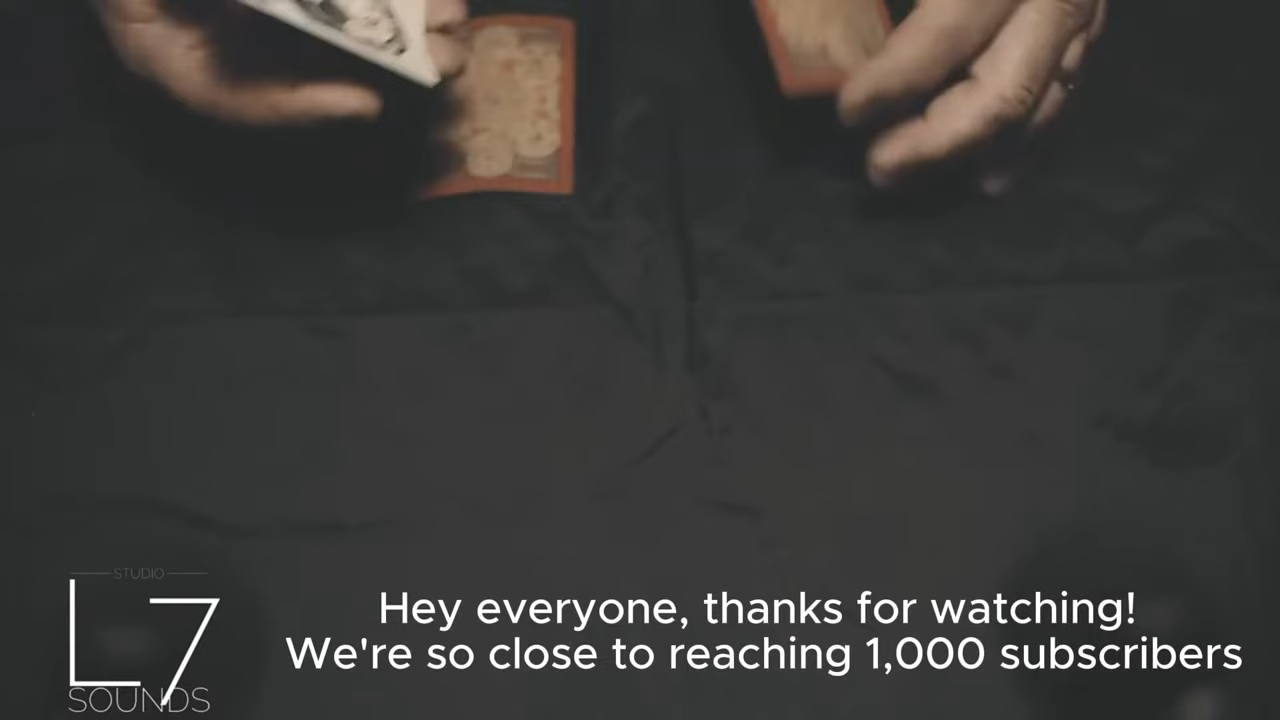 STUDIO
L7
SOUNDS
Hey everyone, thanks for watching!
We're so close to reaching 1,000 subscribers